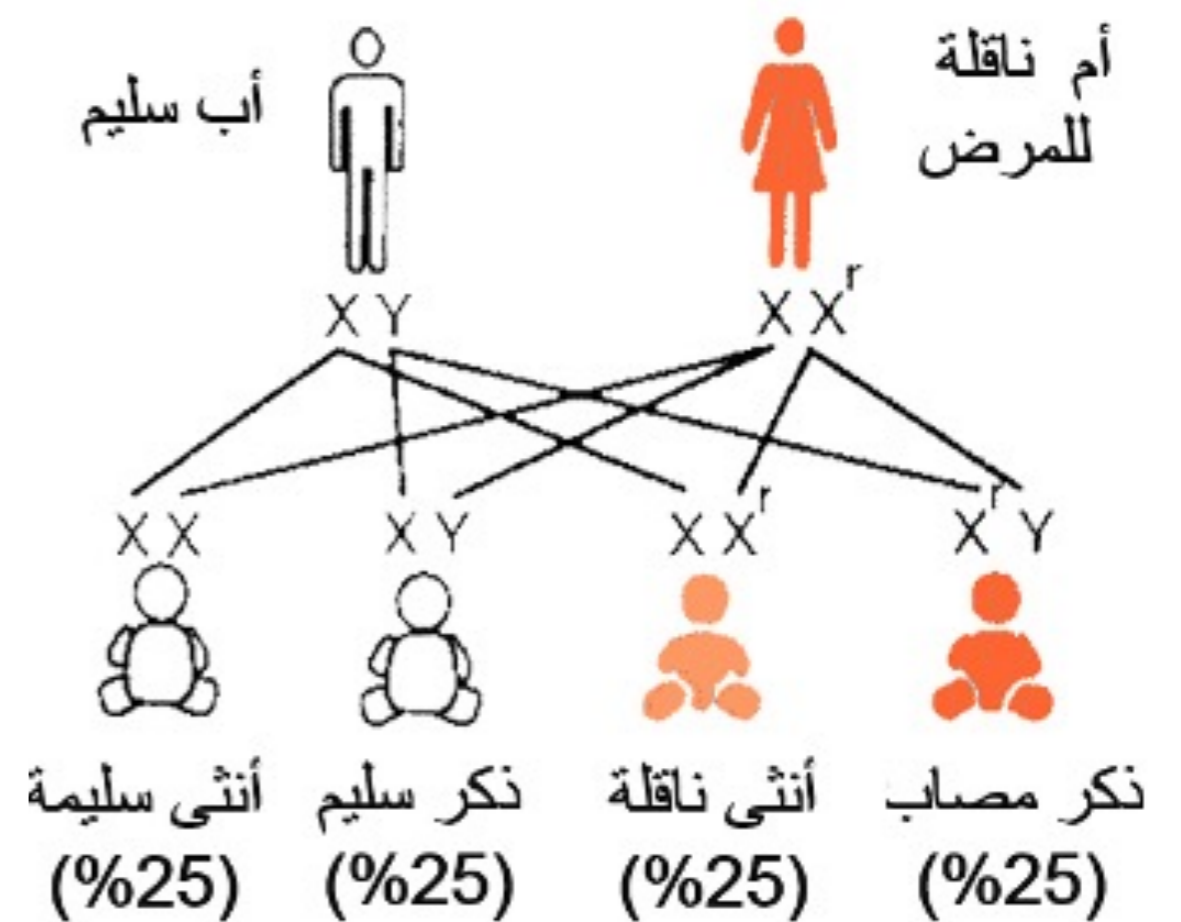 أم ناقلة
للمرض
أب سليم
X Y
X X^r
X X
X Y
X X^r
X^r Y
أنثى سليمة
(%25)
ذكر سليم
(%25)
أنثى ناقلة
(%25)
ذكر مصاب
(%25)